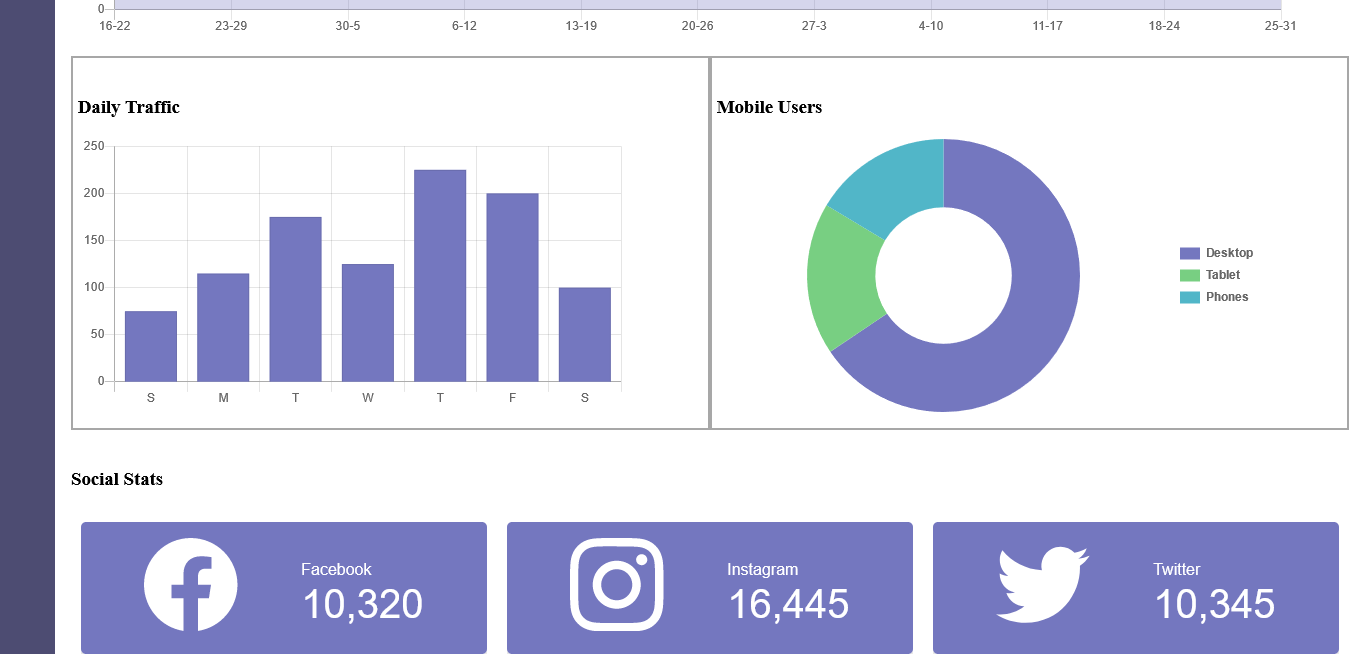 0
16-22 23-29 30-5 6-12 13-19 20-26 27-3 4-10 11-17 18-24 25-31
Daily Traffic
250
200
150
100
50
0
S M T W T F S
Mobile Users
Desktop
Tablet
Phones
Social Stats
Facebook
10,320
Instagram
16,445
Twitter
10,345